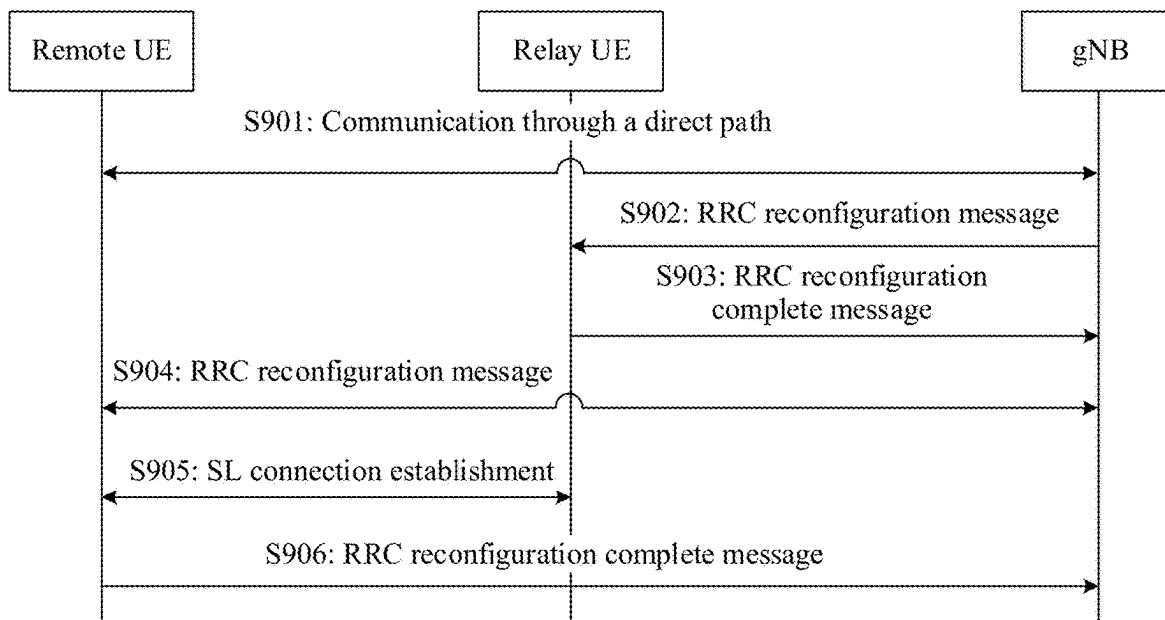 Remote UE
Relay UE
gNB
S901: Communication through a direct path
S902: RRC reconfiguration message
S903: RRC reconfiguration
complete message
S904: RRC reconfiguration message
S905: SL connection establishment
S906: RRC reconfiguration complete message